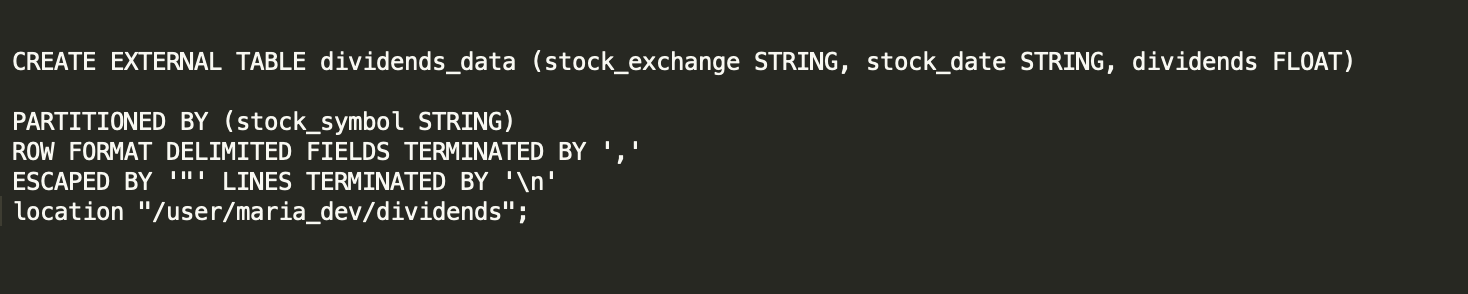 CREATE EXTERNAL TABLE dividends_data (stock_exchange STRING, stock_date STRING, dividends FLOAT)
PARTITIONED BY (stock_symbol STRING)
ROW FORMAT DELIMITED FIELDS TERMINATED BY ','
ESCAPED BY '"' LINES TERMINATED BY '\n'
location "/user/maria_dev/dividends";